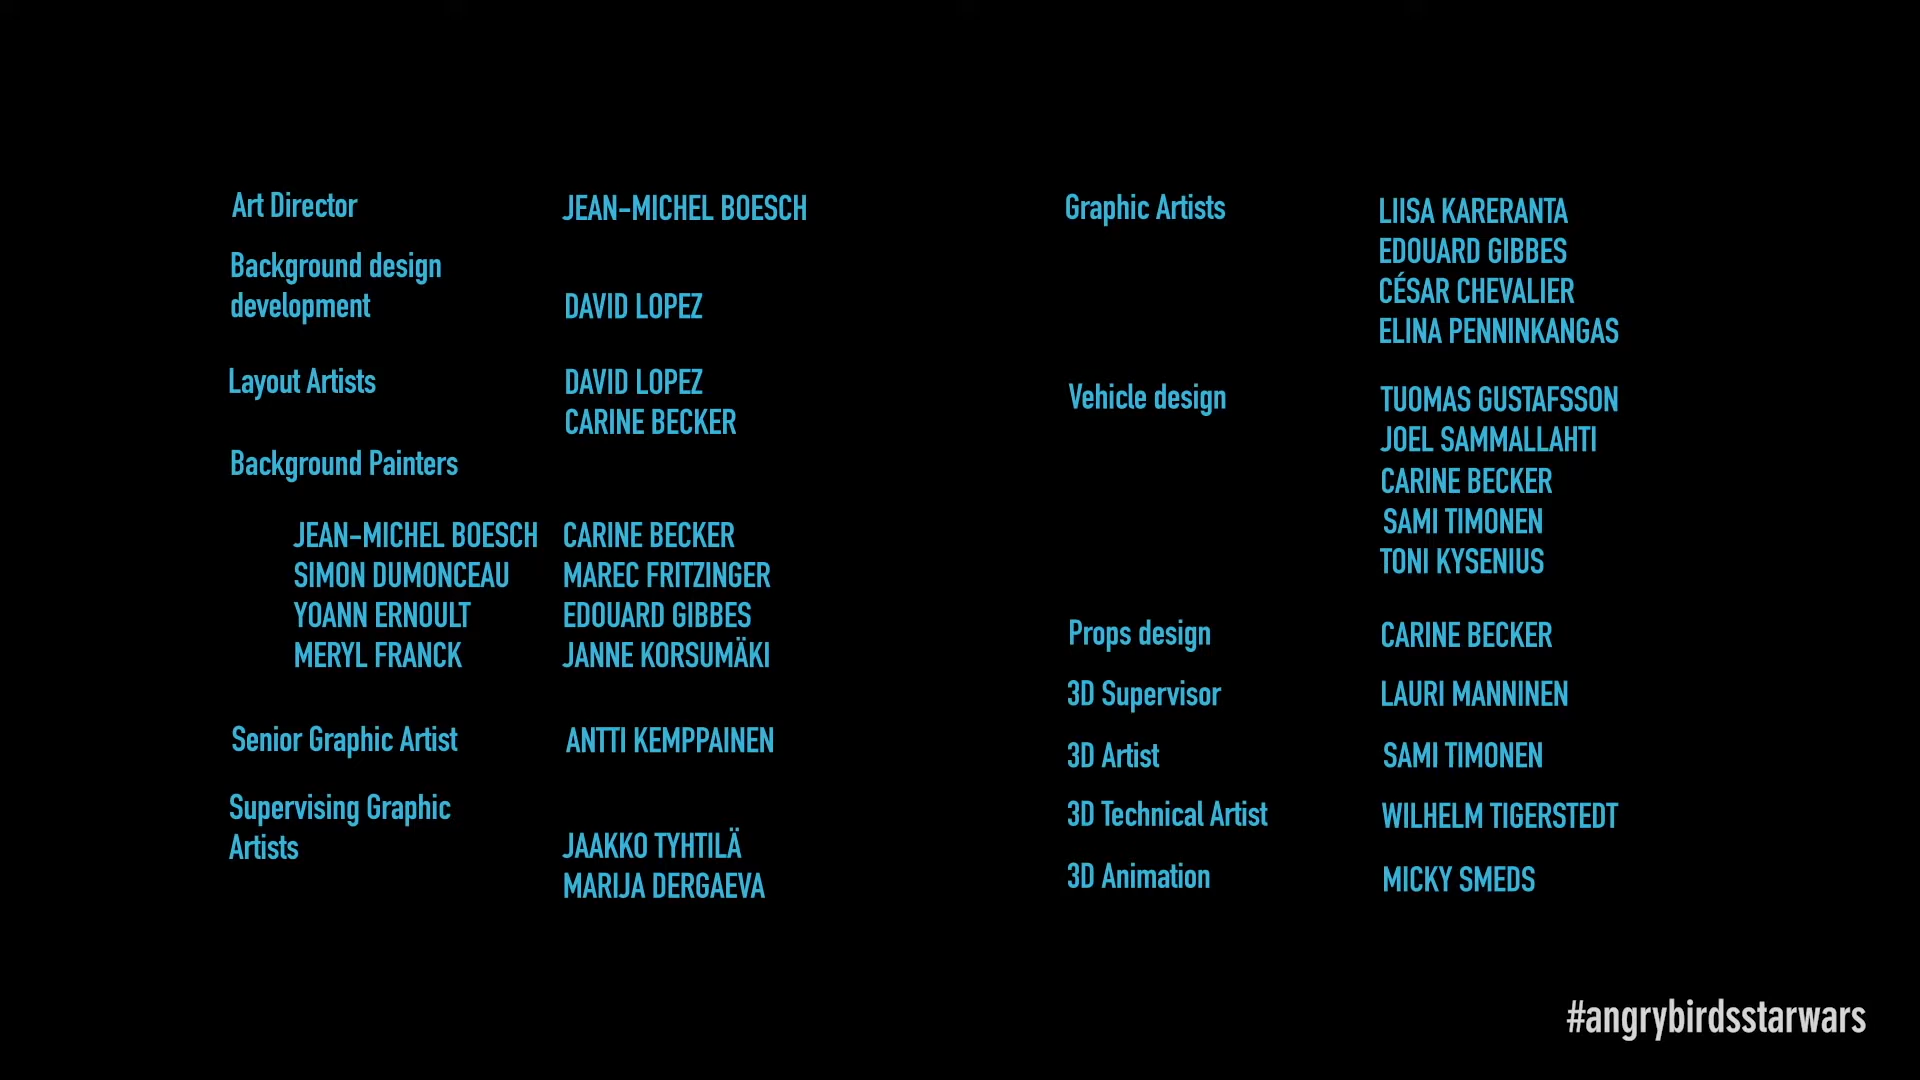 Art Director JEAN-MICHEL BOESCH
Background design
development DAVID LOPEZ
Layout Artists DAVID LOPEZ
CARINE BECKER
Background Painters
JEAN-MICHEL BOESCH CARINE BECKER
SIMON DUMONCEAU MAREC FRITZINGER
YOANN ERNOULT EDOUARD GIBBES
MERYL FRANCK JANNE KORSUMÄKI
Senior Graphic Artist ANTTI KEMPPAINEN
Supervising Graphic
Artists JAAKKO TYHTILÄ
MARIJA DERGAEVA
Graphic Artists LIISA KARERANTA
EDOUARD GIBBES
CÉSAR CHEVALIER
ELINA PENNINKANGAS
Vehicle design TUOMAS GUSTAFSSON
JOEL SAMMALLAHTI
CARINE BECKER
SAMI TIMONEN
TONI KYSENIUS
Props design CARINE BECKER
3D Supervisor LAURI MANNINEN
3D Artist SAMI TIMONEN
3D Technical Artist WILHELM TIGERSTEDT
3D Animation MICKY SMEDS
#angrybirdsstarwars